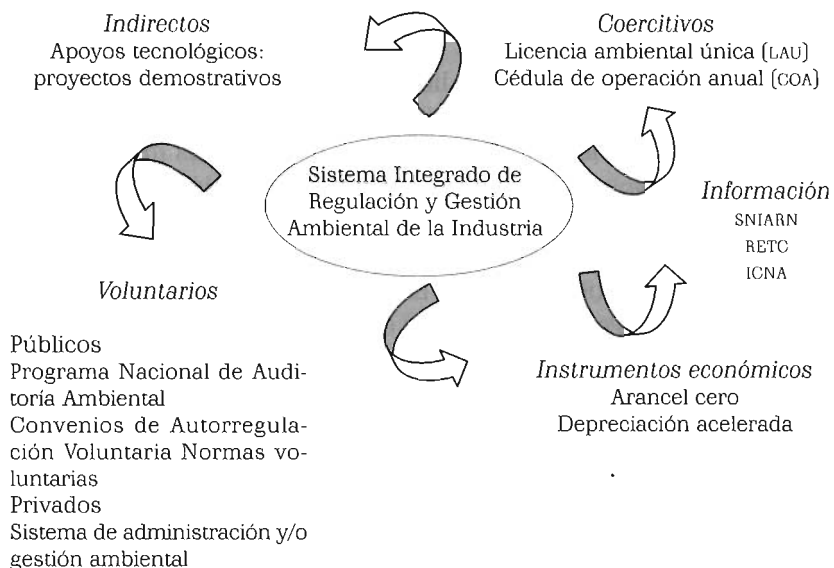 Indirectos
Apoyos tecnológicos:
proyectos demostrativos
Coercitivos
Licencia ambiental única (LAU)
Cédula de operación anual (COA)
Sistema Integrado de
Regulación y Gestión
Ambiental de la Industria
Información
SNIARN
RETC
ICNA
Voluntarios
Públicos
Programa Nacional de Audi-
toría Ambiental
Convenios de Autorregula-
ción Voluntaria Normas vo-
luntarias
Privados
Sistema de administración y/o
gestión ambiental
Instrumentos económicos
Arancel cero
Depreciación acelerada